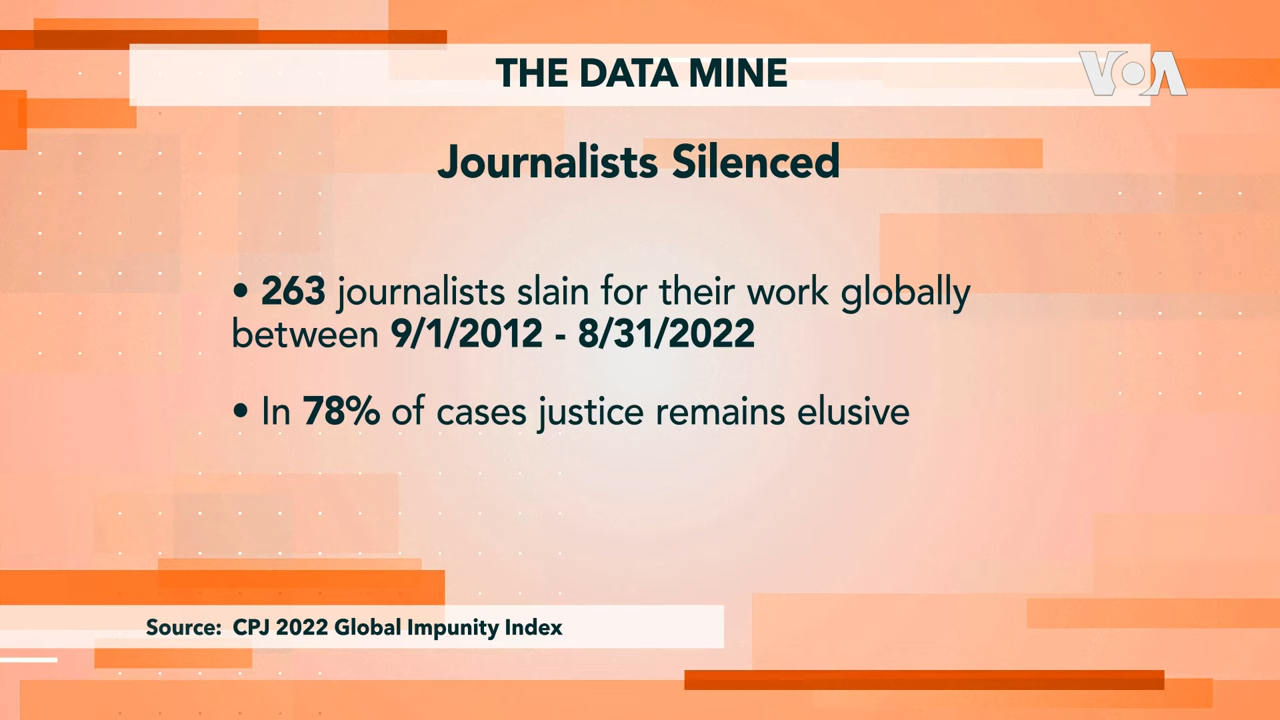 THE DATA MINE
VOA
Journalists Silenced
• 263 journalists slain for their work globally
between 9/1/2012 - 8/31/2022
• In 78% of cases justice remains elusive
Source: CPJ 2022 Global Impunity Index